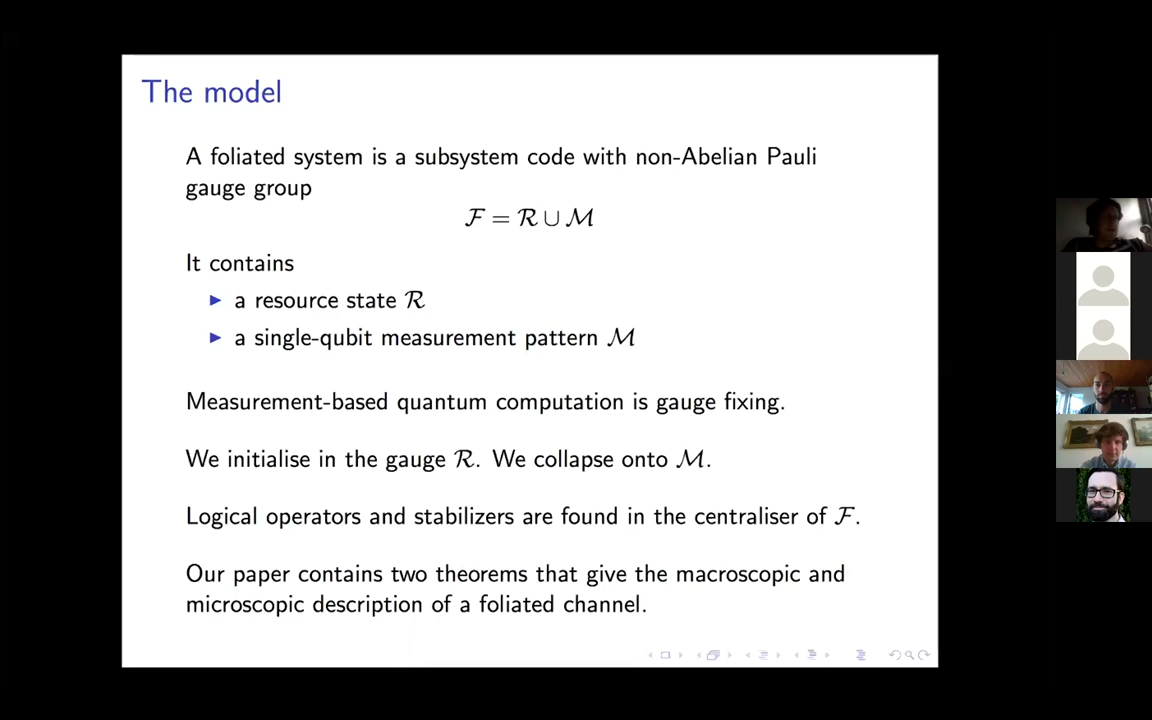 The model
A foliated system is a subsystem code with non-Abelian Pauli
gauge group
ℱ = ℛ ∪ ℳ
It contains
▶ a resource state ℛ
▶ a single-qubit measurement pattern ℳ
Measurement-based quantum computation is gauge fixing.
We initialise in the gauge ℛ. We collapse onto ℳ.
Logical operators and stabilizers are found in the centraliser of ℱ.
Our paper contains two theorems that give the macroscopic and
microscopic description of a foliated channel.